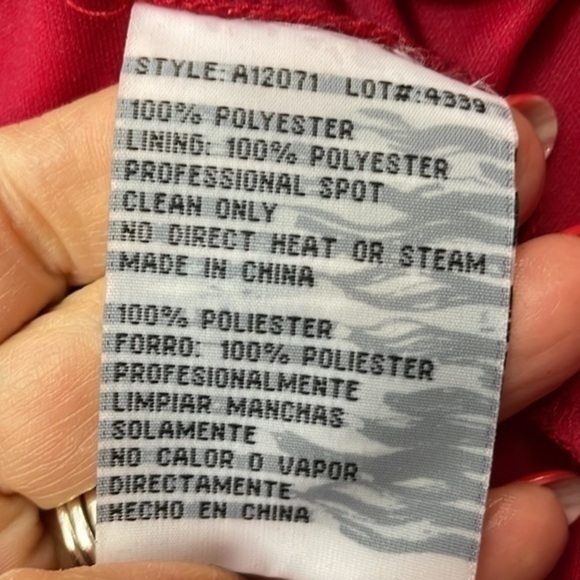 STYLE:A12071 LOT#:4339
100% POLYESTER
LINING: 100% POLYESTER
PROFESSIONAL SPOT
CLEAN ONLY
NO DIRECT HEAT OR STEAM
MADE IN CHINA
100% POLIESTER
FORRO: 100% POLIESTER
PROFESIONALMENTE
LIMPIAR MANCHAS
SOLAMENTE
NO CALOR O VAPOR
DIRECTAMENTE
HECHO EN CHINA